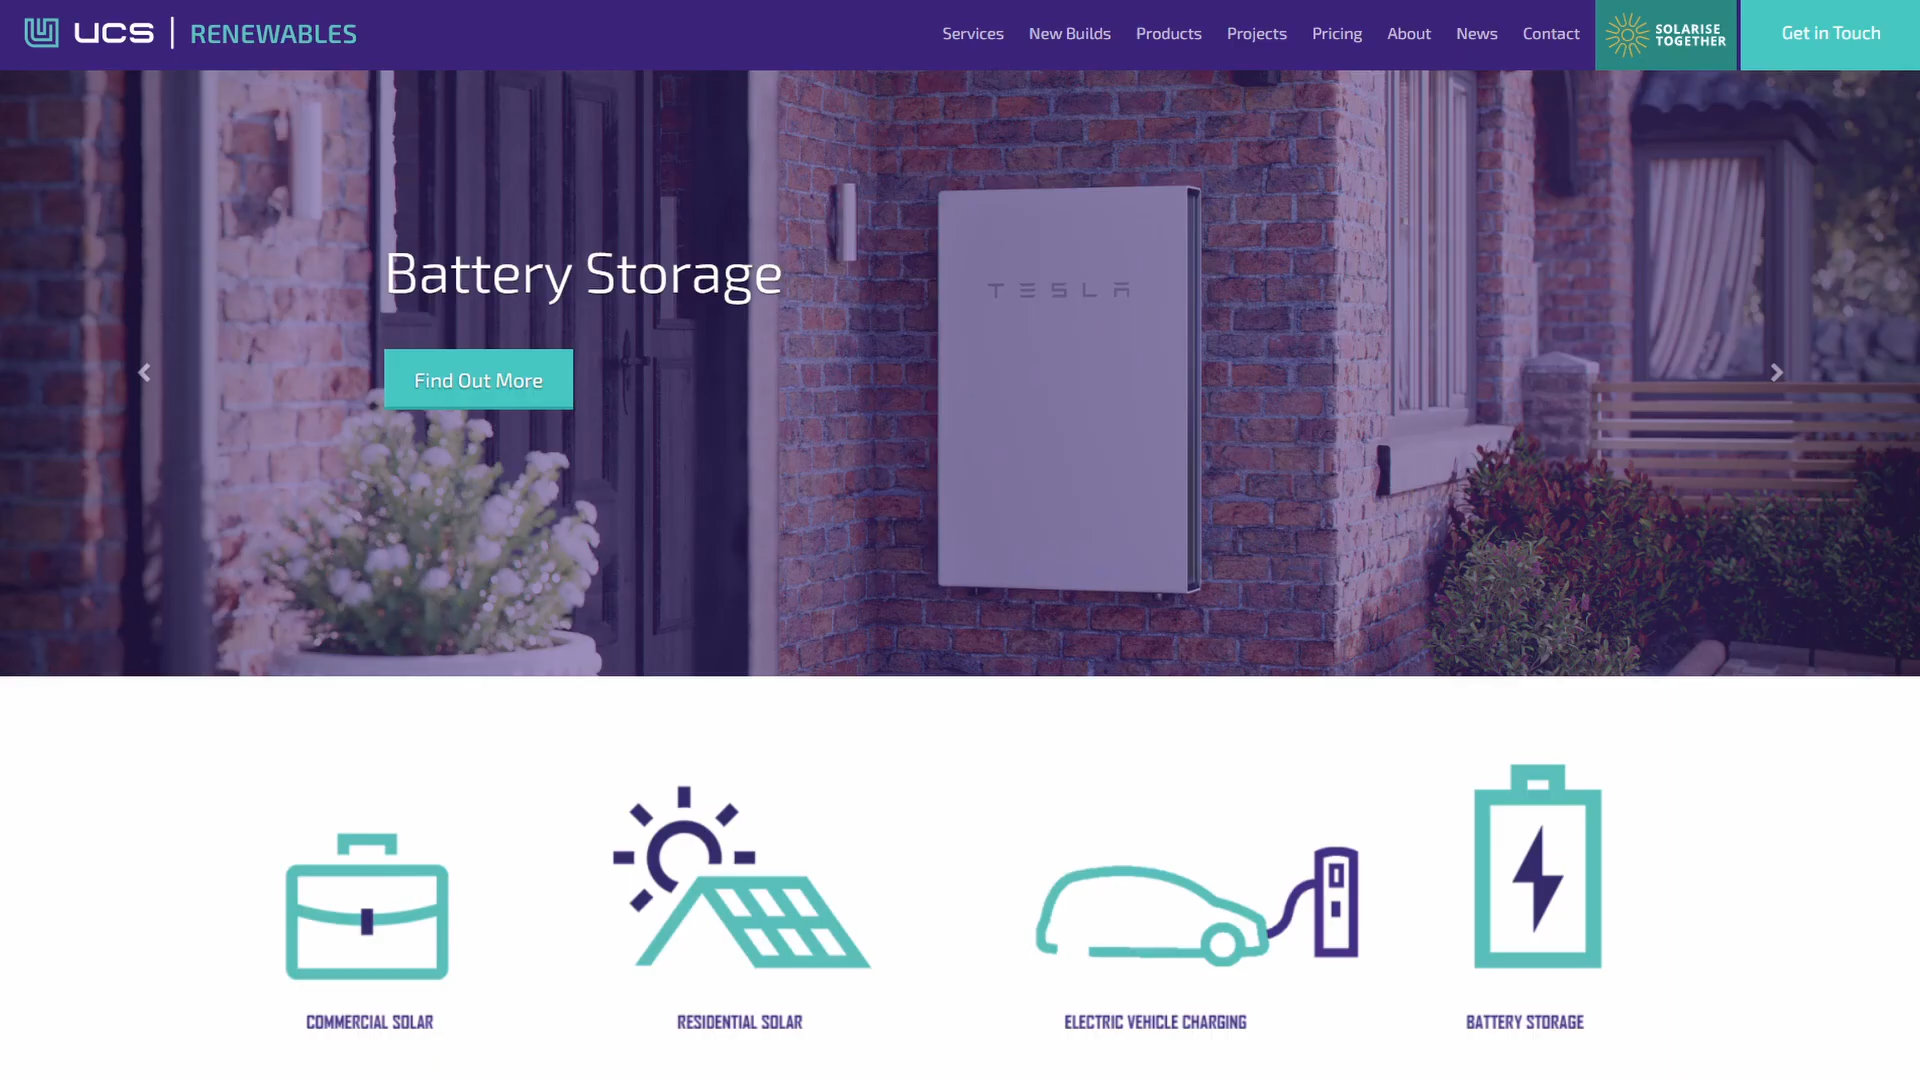 UCS | RENEWABLES
Services
New Builds
Products
Projects
Pricing
About
News
Contact
SOLARISE
TOGETHER
Get in Touch
Battery Storage
TESLA
Find Out More
COMMERCIAL SOLAR
RESIDENTIAL SOLAR
ELECTRIC VEHICLE CHARGING
BATTERY STORAGE